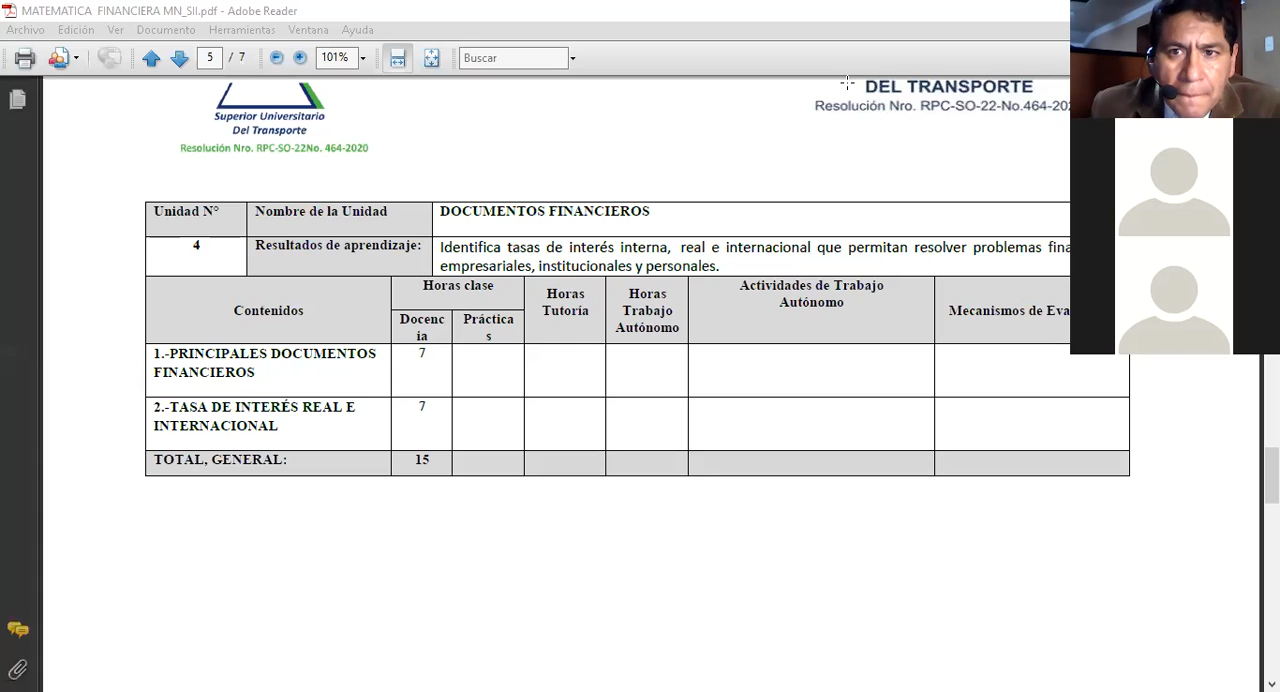 MATEMATICA FINANCIERA MN_SII.pdf - Adobe Reader
Archivo Edición Ver Documento Herramientas Ventana Ayuda
5 / 7 101% Buscar
Superior Universitario
Del Transporte
Resolución Nro. RPC-SO-22No. 464-2020
DEL TRANSPORTE
Resolución Nro. RPC-SO-22-No.464-202
Unidad N° Nombre de la Unidad DOCUMENTOS FINANCIEROS
4 Resultados de aprendizaje: Identifica tasas de interés interna, real e internacional que permitan resolver problemas fina
empresariales, institucionales y personales.
Contenidos
Horas clase
Docenc
ia
Práctica
s
Horas
Tutoría
Horas
Trabajo
Autónomo
Actividades de Trabajo
Autónomo
Mecanismos de Eva
1.-PRINCIPALES DOCUMENTOS 7
FINANCIEROS
2.-TASA DE INTERÉS REAL E 7
INTERNACIONAL
TOTAL, GENERAL: 15